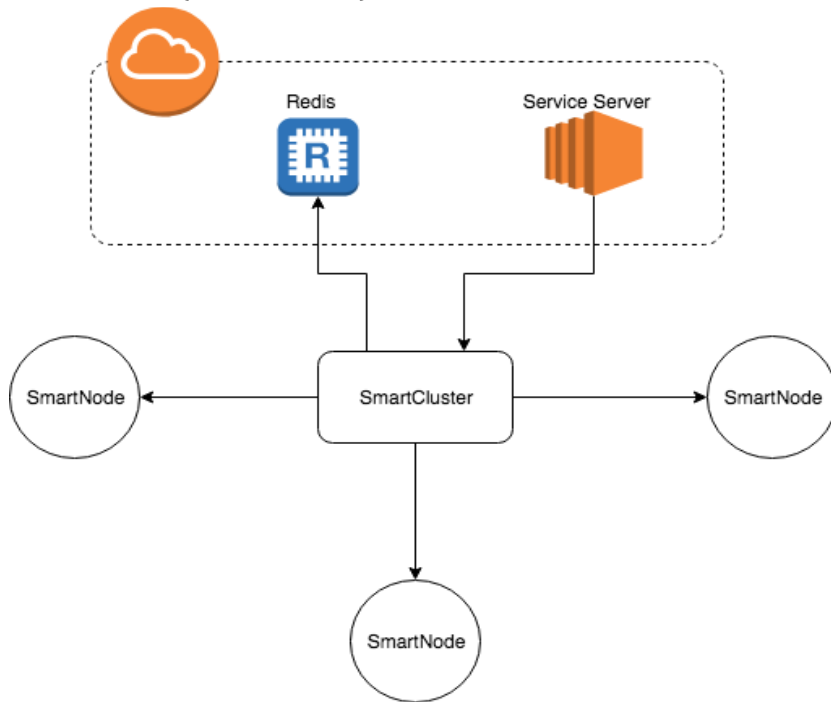 Redis
Service Server
R
SmartNode
SmartCluster
SmartNode
SmartNode